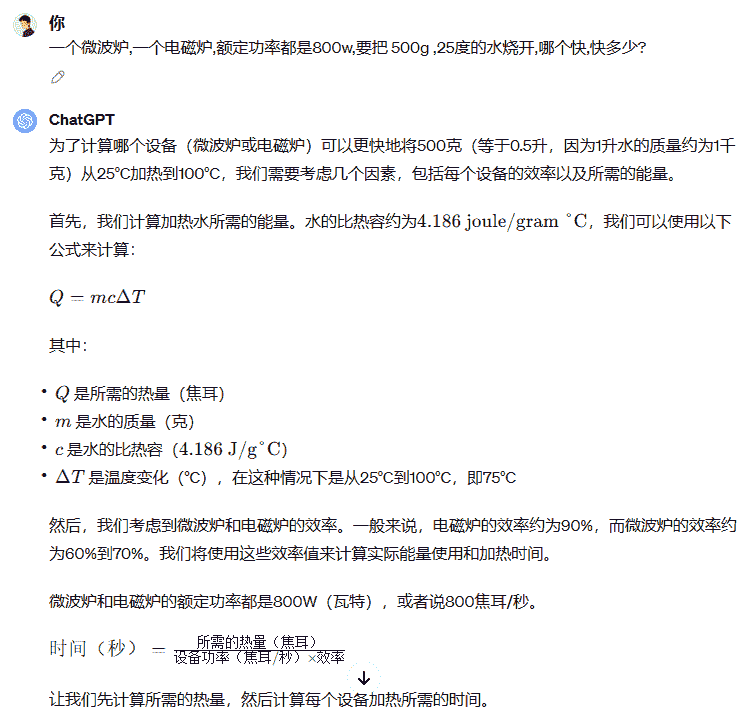 你
一个微波炉,一个电磁炉,额定功率都是800w,要把 500g ,25度的水烧开,哪个快,快多少?
ChatGPT
为了计算哪个设备（微波炉或电磁炉）可以更快地将500克（等于0.5升，因为1升水的质量约为1千
克）从25°C加热到100°C，我们需要考虑几个因素，包括每个设备的效率以及所需的能量。
首先，我们计算加热水所需的能量。水的比热容约为4.186 joule/gram °C，我们可以使用以下
公式来计算：
Q = mcΔT
其中：
• Q 是所需的热量（焦耳）
• m 是水的质量（克）
• c 是水的比热容（4.186 J/g°C）
• ΔT 是温度变化（°C），在这种情况下是从25°C到100°C，即75°C
然后，我们考虑到微波炉和电磁炉的效率。一般来说，电磁炉的效率约为90%，而微波炉的效率约
为60%到70%。我们将使用这些效率值来计算实际能量使用和加热时间。
微波炉和电磁炉的额定功率都是800W（瓦特），或者说800焦耳/秒。
时间（秒） = 所需的热量（焦耳）
设备功率（焦耳/秒）×效率
让我们先计算所需的热量，然后计算每个设备加热所需的时间。